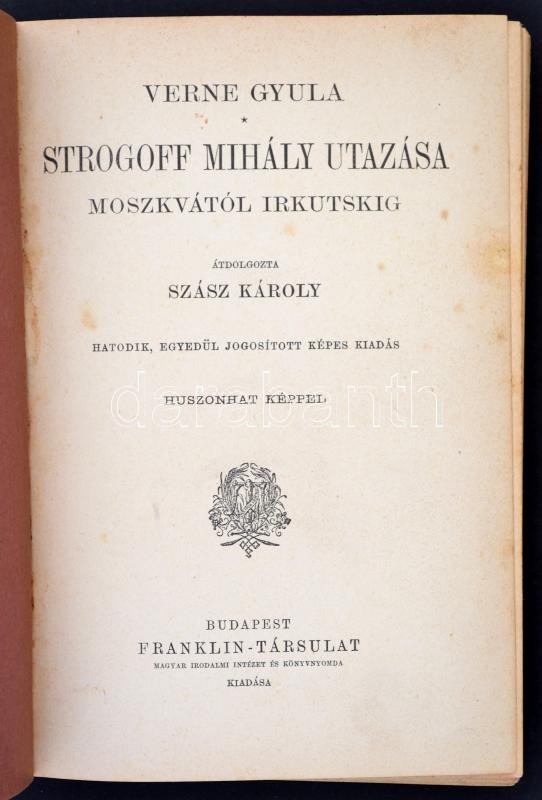 VERNE GYULA
*
STROGOFF MIHÁLY UTAZÁSA
MOSZKVÁTÓL IRKUTSKIG
ÁTDOLGOZTA
SZÁSZ KÁROLY
HATODIK, EGYEDÜL JOGOSÍTOTT KÉPES KIADÁS
HUSZONHAT KÉPPEL
darabanth
BUDAPEST
FRANKLIN-TÁRSULAT
MAGYAR IRODALMI INTÉZET ÉS KÖNYVNYOMDA
KIADÁSA